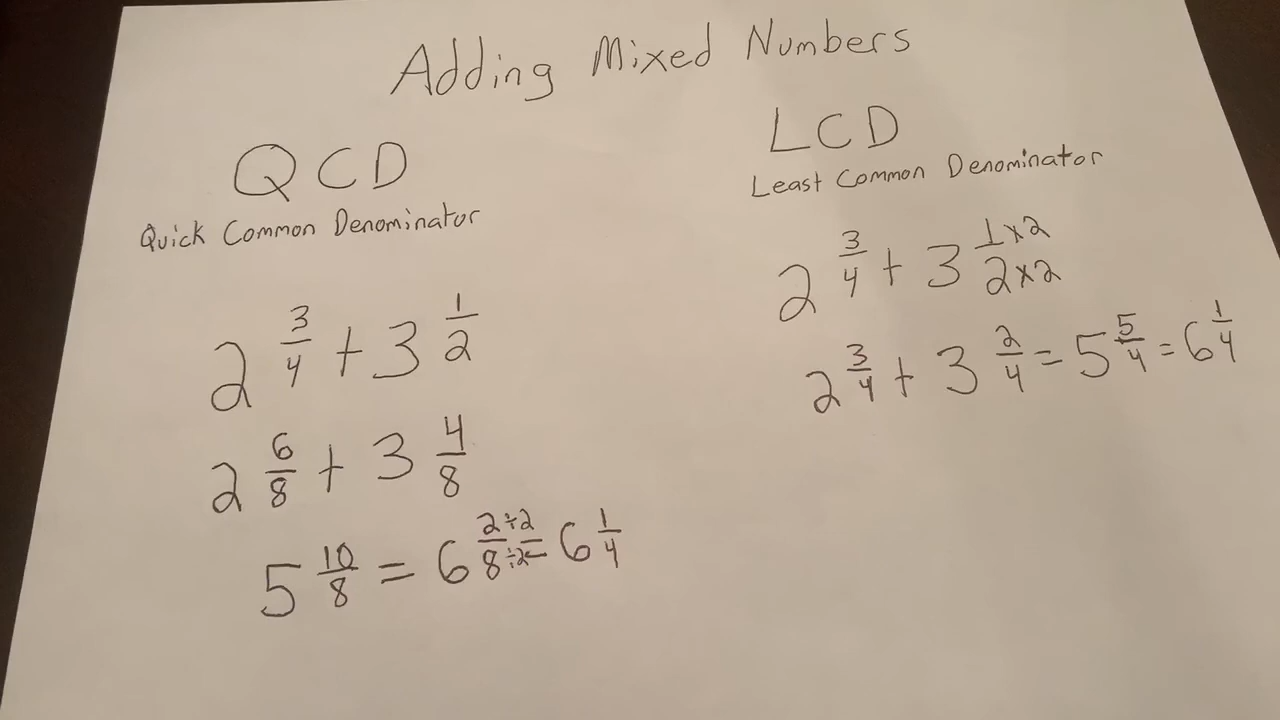 Adding Mixed Numbers
QCD
Quick Common Denominator
2 3/4 + 3 1/2
2 6/8 + 3 4/8
5 10/8 = 6 2÷2/8÷2 = 6 1/4
LCD
Least Common Denominator
2 3/4 + 3 1×2/2×2
2 3/4 + 3 2/4 = 5 5/4 = 6 1/4